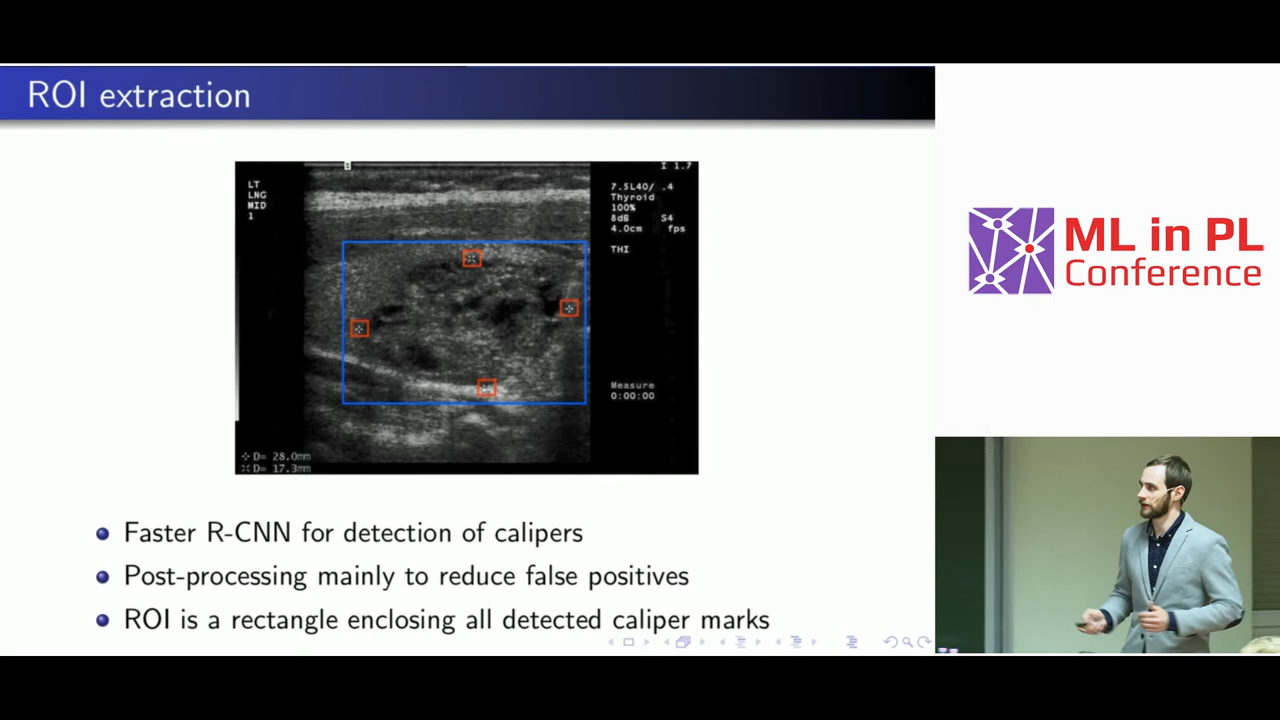 ROI extraction
I 1.7
LT
LNG
MID
1
7.5L40/ .4
Thyroid
100%
8dB S4
4.0cm fps
THI
Measure
0:00:00
D= 28.0mm
D= 17.3mm
Faster R-CNN for detection of calipers
Post-processing mainly to reduce false positives
ROI is a rectangle enclosing all detected caliper marks
ML in PL
Conference